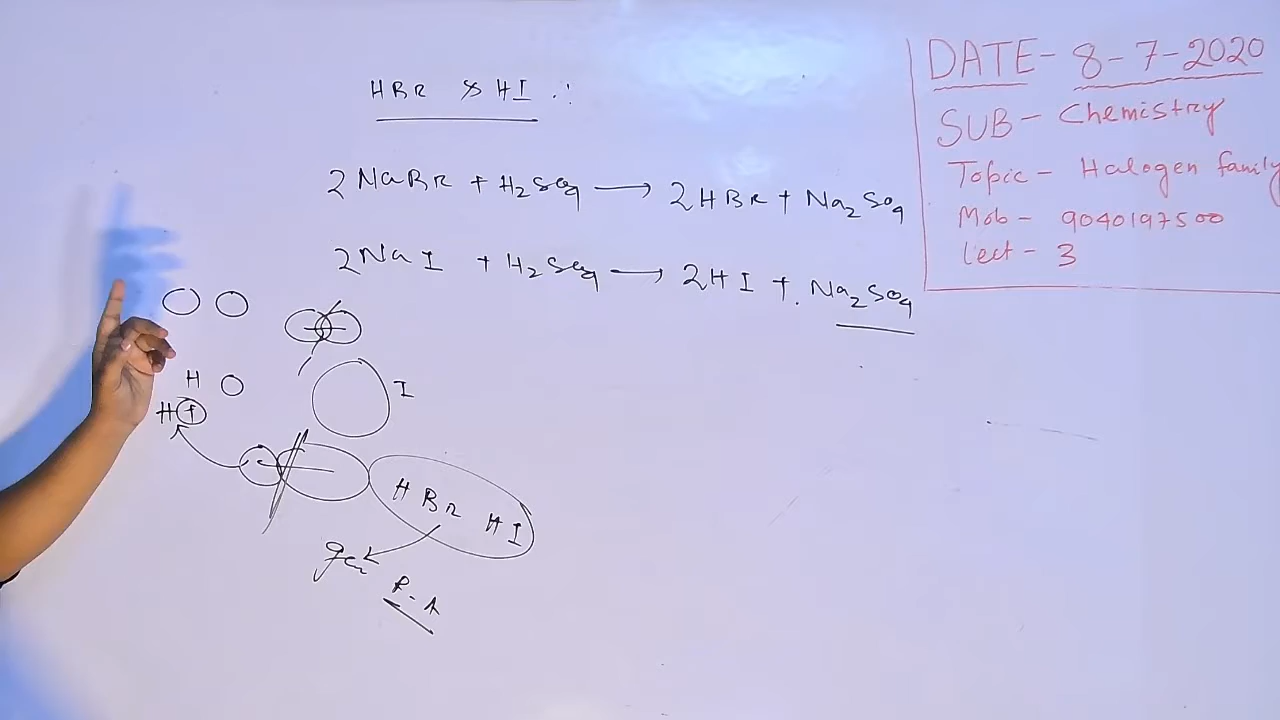 HBr & HI :
2NaBr + H₂SO₄ ⟶ 2HBr + Na₂SO₄
2NaI + H₂SO₄ ⟶ 2HI + Na₂SO₄
I
H
H +
HBr HI
R-A
DATE- 8-7-2020
SUB- Chemistry
Topic- Halogen family
Mob- 9040197500
Lect- 3